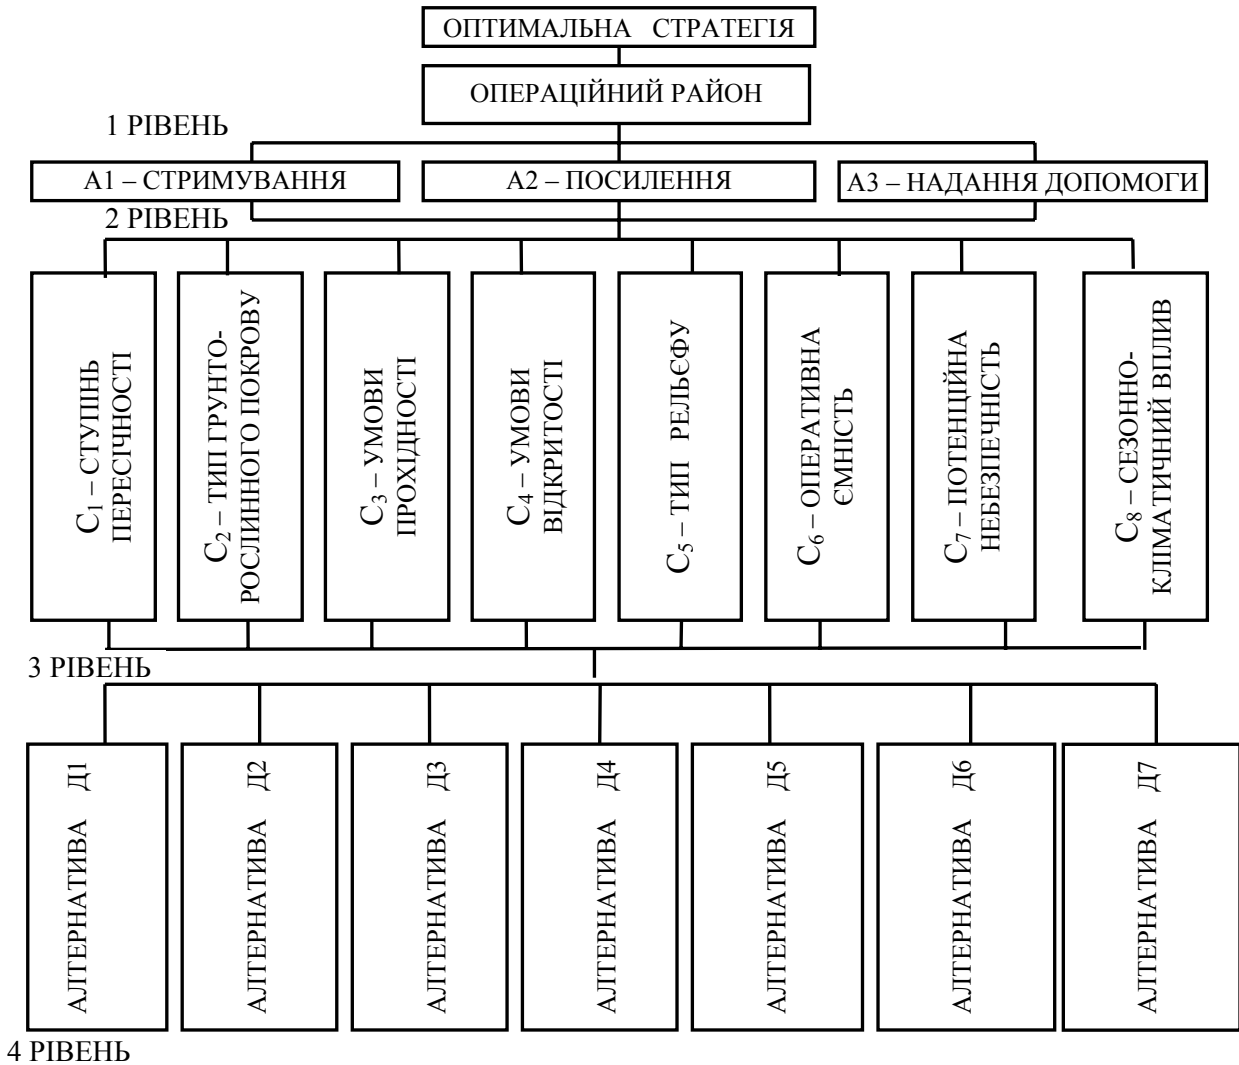 ОПТИМАЛЬНА СТРАТЕГІЯ
ОПЕРАЦІЙНИЙ РАЙОН
1 РІВЕНЬ
А1 – СТРИМУВАННЯ
А2 – ПОСИЛЕННЯ
А3 – НАДАННЯ ДОПОМОГИ
2 РІВЕНЬ
С1 – СТУПІНЬ
ПЕРЕСІЧНОСТІ
С2 – ТИП ГРУНТО-
РОСЛИННОГО ПОКРОВУ
С3 – УМОВИ
ПРОХІДНОСТІ
С4 – УМОВИ
ВІДКРИТОСТІ
С5 – ТИП РЕЛЬЄФУ
С6 – ОПЕРАТИВНА
ЄМНІСТЬ
С7 – ПОТЕНЦІЙНА
НЕБЕЗПЕЧНІСТЬ
С8 – СЕЗОННО-
КЛІМАТИЧНИЙ ВПЛИВ
3 РІВЕНЬ
АЛТЕРНАТИВА Д1
АЛТЕРНАТИВА Д2
АЛТЕРНАТИВА Д3
АЛТЕРНАТИВА Д4
АЛТЕРНАТИВА Д5
АЛТЕРНАТИВА Д6
АЛТЕРНАТИВА Д7
4 РІВЕНЬ